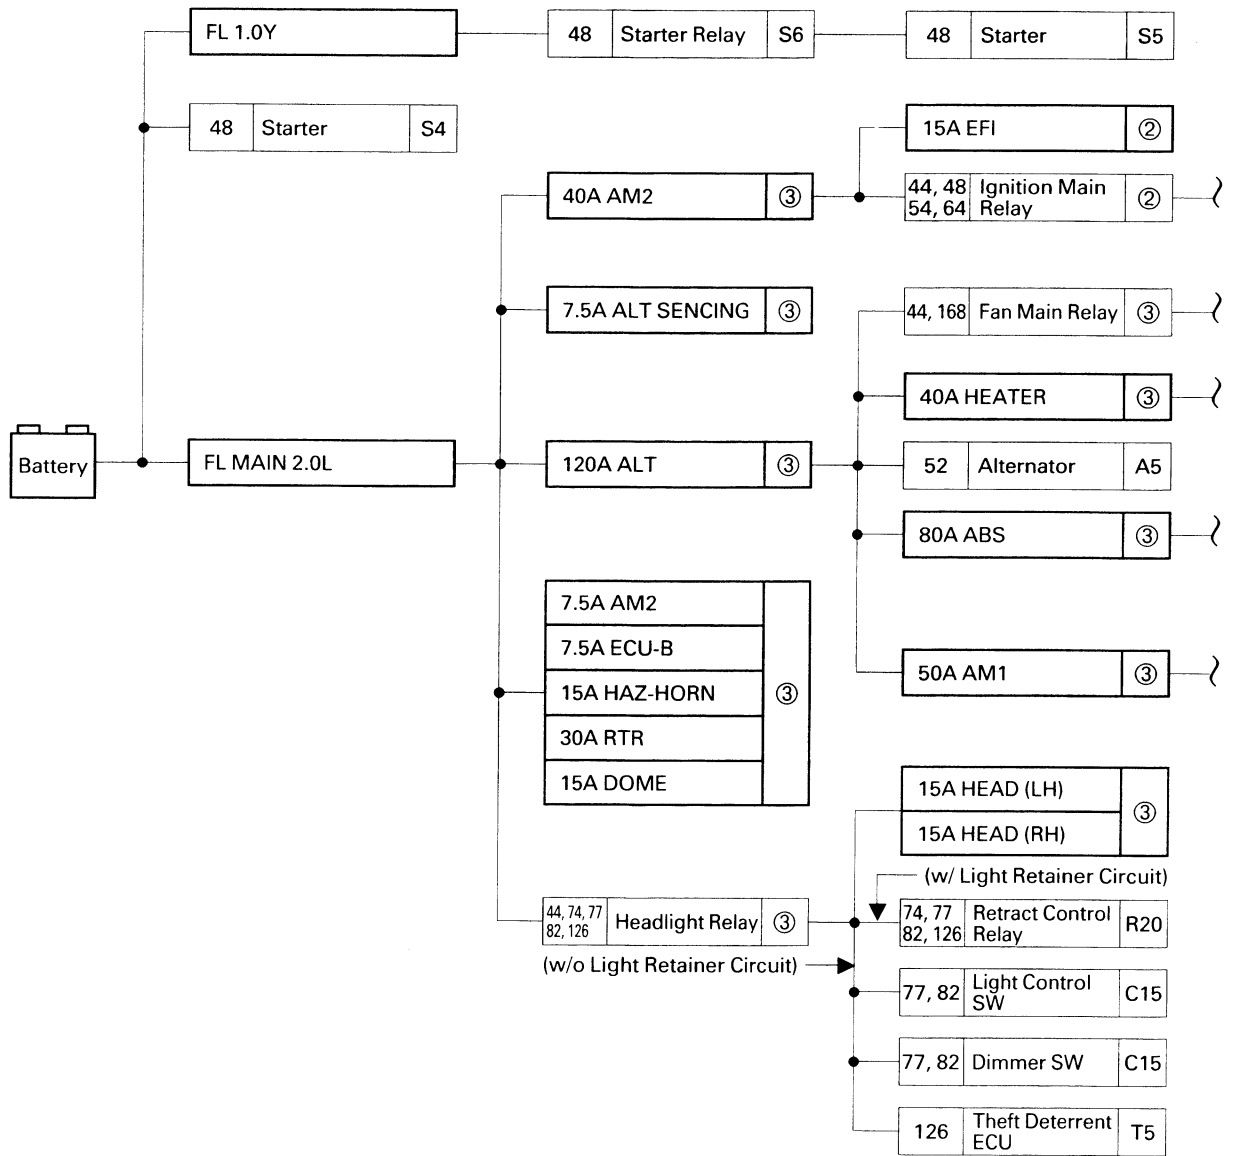 FL 1.0Y
48 Starter Relay S6
48 Starter S5
48 Starter S4
15A EFI ②
40A AM2 ③
44, 48 Ignition Main ②
54, 64 Relay
7.5A ALT SENCING ③
44, 168 Fan Main Relay ③
40A HEATER ③
Battery
FL MAIN 2.0L
120A ALT ③
52 Alternator A5
80A ABS ③
7.5A AM2
7.5A ECU-B
15A HAZ-HORN ③
30A RTR
15A DOME
50A AM1 ③
15A HEAD (LH) ③
15A HEAD (RH)
(w/ Light Retainer Circuit)
44, 74, 77 Headlight Relay ③
82, 126
74, 77 Retract Control R20
82, 126 Relay
(w/o Light Retainer Circuit)
77, 82 Light Control C15
SW
77, 82 Dimmer SW C15
126 Theft Deterrent T5
ECU